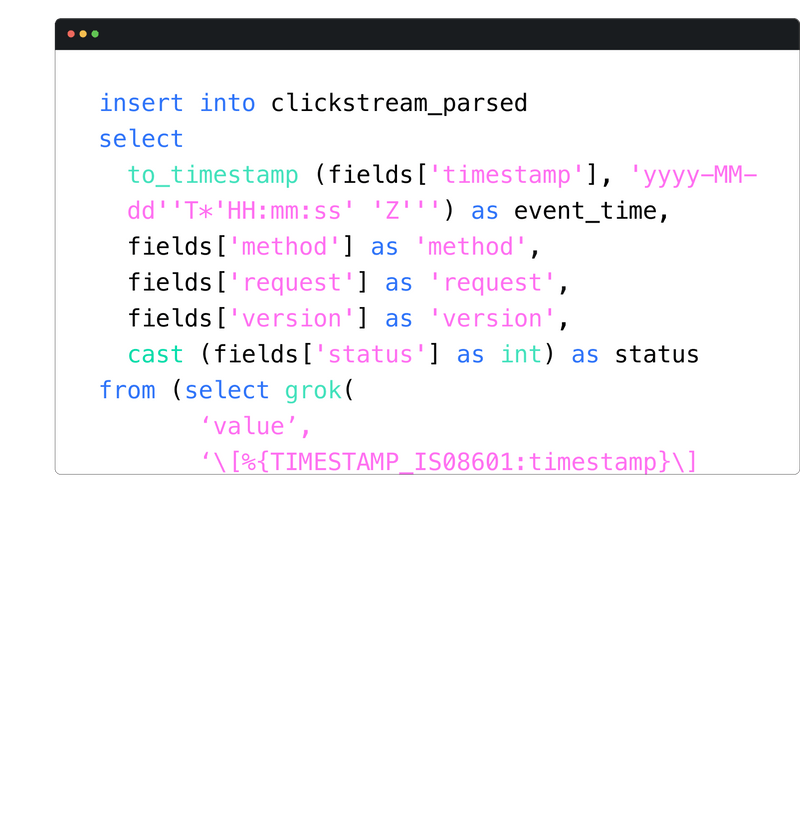 insert into clickstream_parsed
select
to_timestamp (fields['timestamp'], 'yyyy-MM-
dd''T*'HH:mm:ss' 'Z''') as event_time,
fields['method'] as 'method',
fields['request'] as 'request',
fields['version'] as 'version',
cast (fields['status'] as int) as status
from (select grok(
‘value’,
‘\[%{TIMESTAMP_IS08601:timestamp}\]